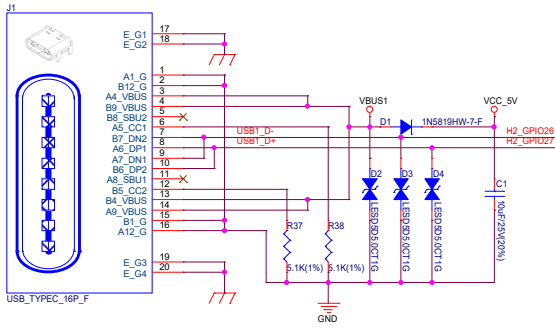 J1
E_G1 17
E_G2 18
A1_G 1
B12_G 2
A4_VBUS 3
B9_VBUS 4
B8_SBU2 5
A5_CC1 6
B7_DN2 7
A6_DP1 8
A7_DN1 9
B6_DP2 10
A8_SBU1 11
B5_CC2 12
B4_VBUS 13
A9_VBUS 14
B1_G 15
A12_G 16
E_G3 19
E_G4 20
USB_TYPEC_16P_F
USB1_D-
USB1_D+
VBUS1
VCC_5V
D1
1N5819HW-7-F
H2_GPIO26
H2_GPIO27
D2
LESD5D5.0CT1G
D3
LESD5D5.0CT1G
D4
LESD5D5.0CT1G
C1
10uF/25V(20%)
R37
5.1K(1%)
R38
5.1K(1%)
GND